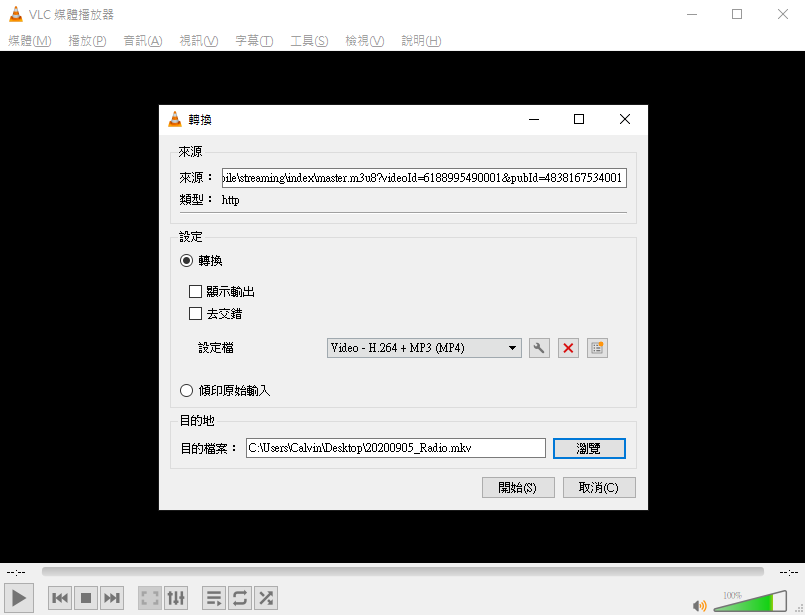 VLC 媒體播放器
媒體(M) 播放(P) 音訊(A) 視訊(V) 字幕(T) 工具(S) 檢視(V) 說明(H)
轉換
來源
來源： bile\streaming\index\master.m3u8?videoId=6188995490001&pubId=4838167534001
類型： http
設定
轉換
顯示輸出
去交錯
設定檔 Video - H.264 + MP3 (MP4)
傾印原始輸入
目的地
目的檔案： C:\Users\Calvin\Desktop\20200905_Radio.mkv 瀏覽
開始(S) 取消(C)
--:-- --:--
100%